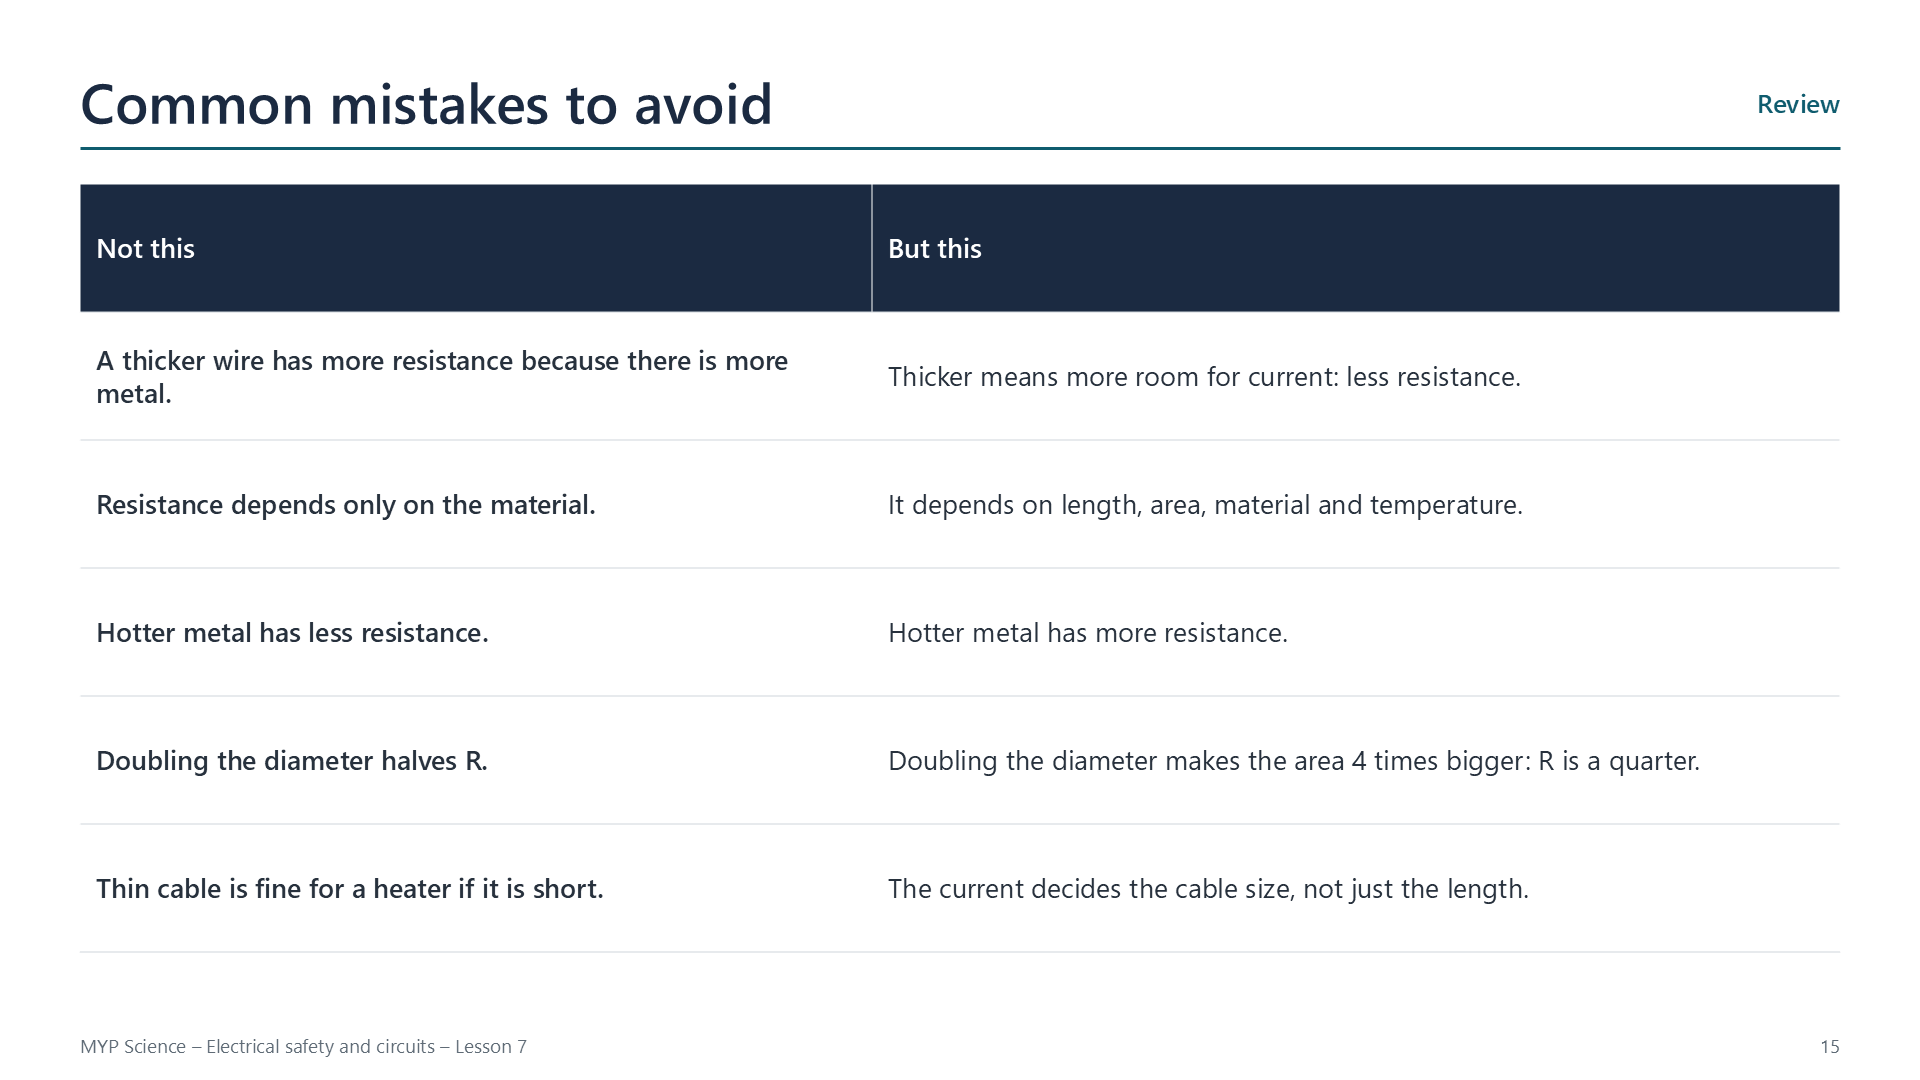 Common mistakes to avoid
Review
Not this
But this
A thicker wire has more resistance because there is more
metal.
Thicker means more room for current: less resistance.
Resistance depends only on the material.
It depends on length, area, material and temperature.
Hotter metal has less resistance.
Hotter metal has more resistance.
Doubling the diameter halves R.
Doubling the diameter makes the area 4 times bigger: R is a quarter.
Thin cable is fine for a heater if it is short.
The current decides the cable size, not just the length.
MYP Science – Electrical safety and circuits – Lesson 7
15